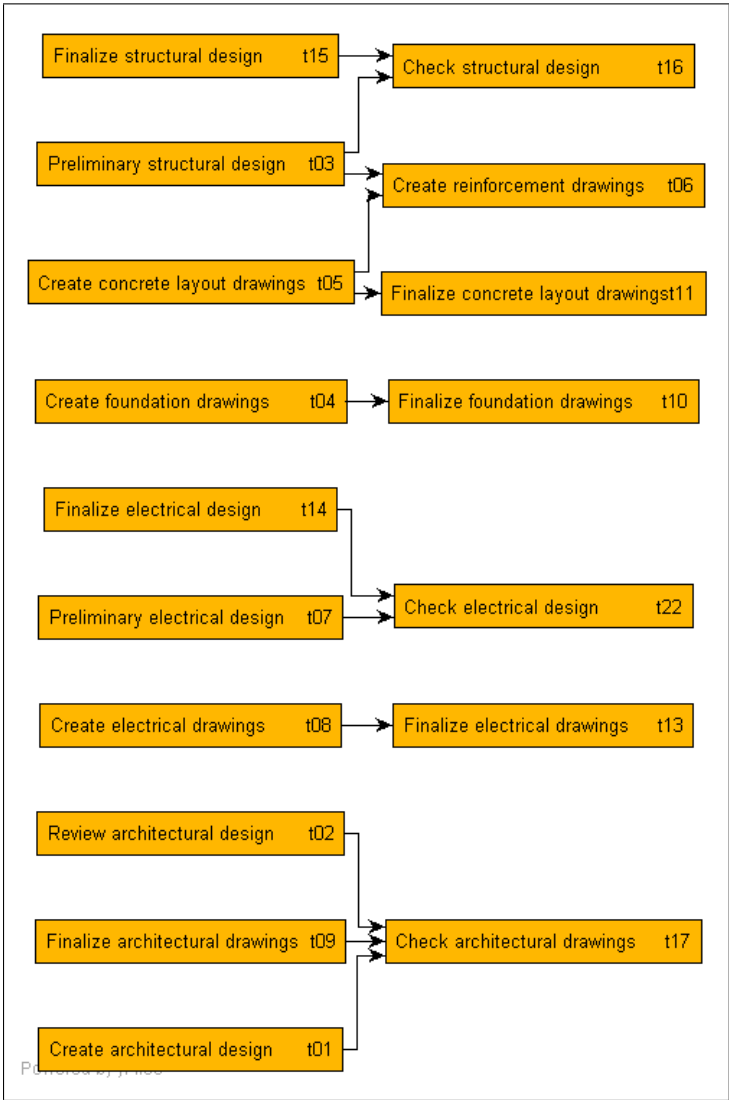 Finalize structural design t15
Check structural design t16
Preliminary structural design t03
Create reinforcement drawings t06
Create concrete layout drawings t05
Finalize concrete layout drawingst11
Create foundation drawings t04
Finalize foundation drawings t10
Finalize electrical design t14
Check electrical design t22
Preliminary electrical design t07
Create electrical drawings t08
Finalize electrical drawings t13
Review architectural design t02
Finalize architectural drawings t09
Check architectural drawings t17
Create architectural design t01